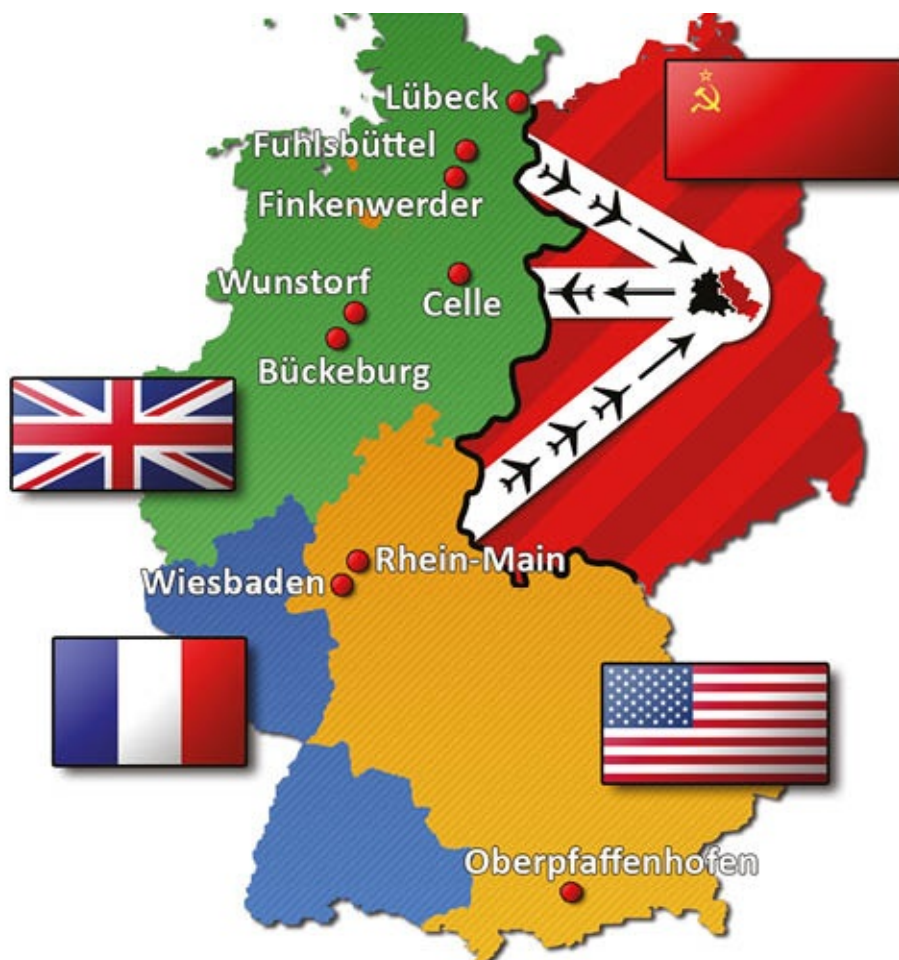 Lübeck
Fuhlsbüttel
Finkenwerder
Wunstorf
Celle
Bückeburg
Rhein-Main
Wiesbaden
Oberpfaffenhofen